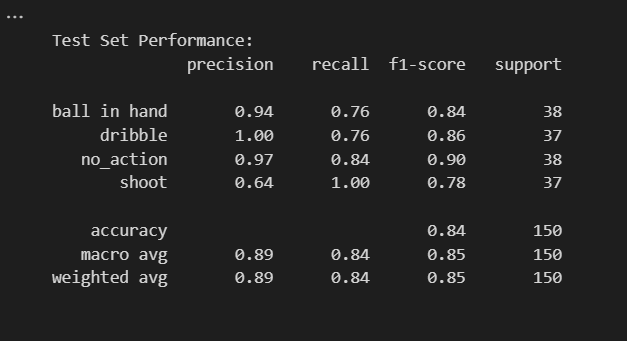 ...
Test Set Performance:
precision recall f1-score support
ball in hand 0.94 0.76 0.84 38
dribble 1.00 0.76 0.86 37
no_action 0.97 0.84 0.90 38
shoot 0.64 1.00 0.78 37
accuracy 0.84 150
macro avg 0.89 0.84 0.85 150
weighted avg 0.89 0.84 0.85 150